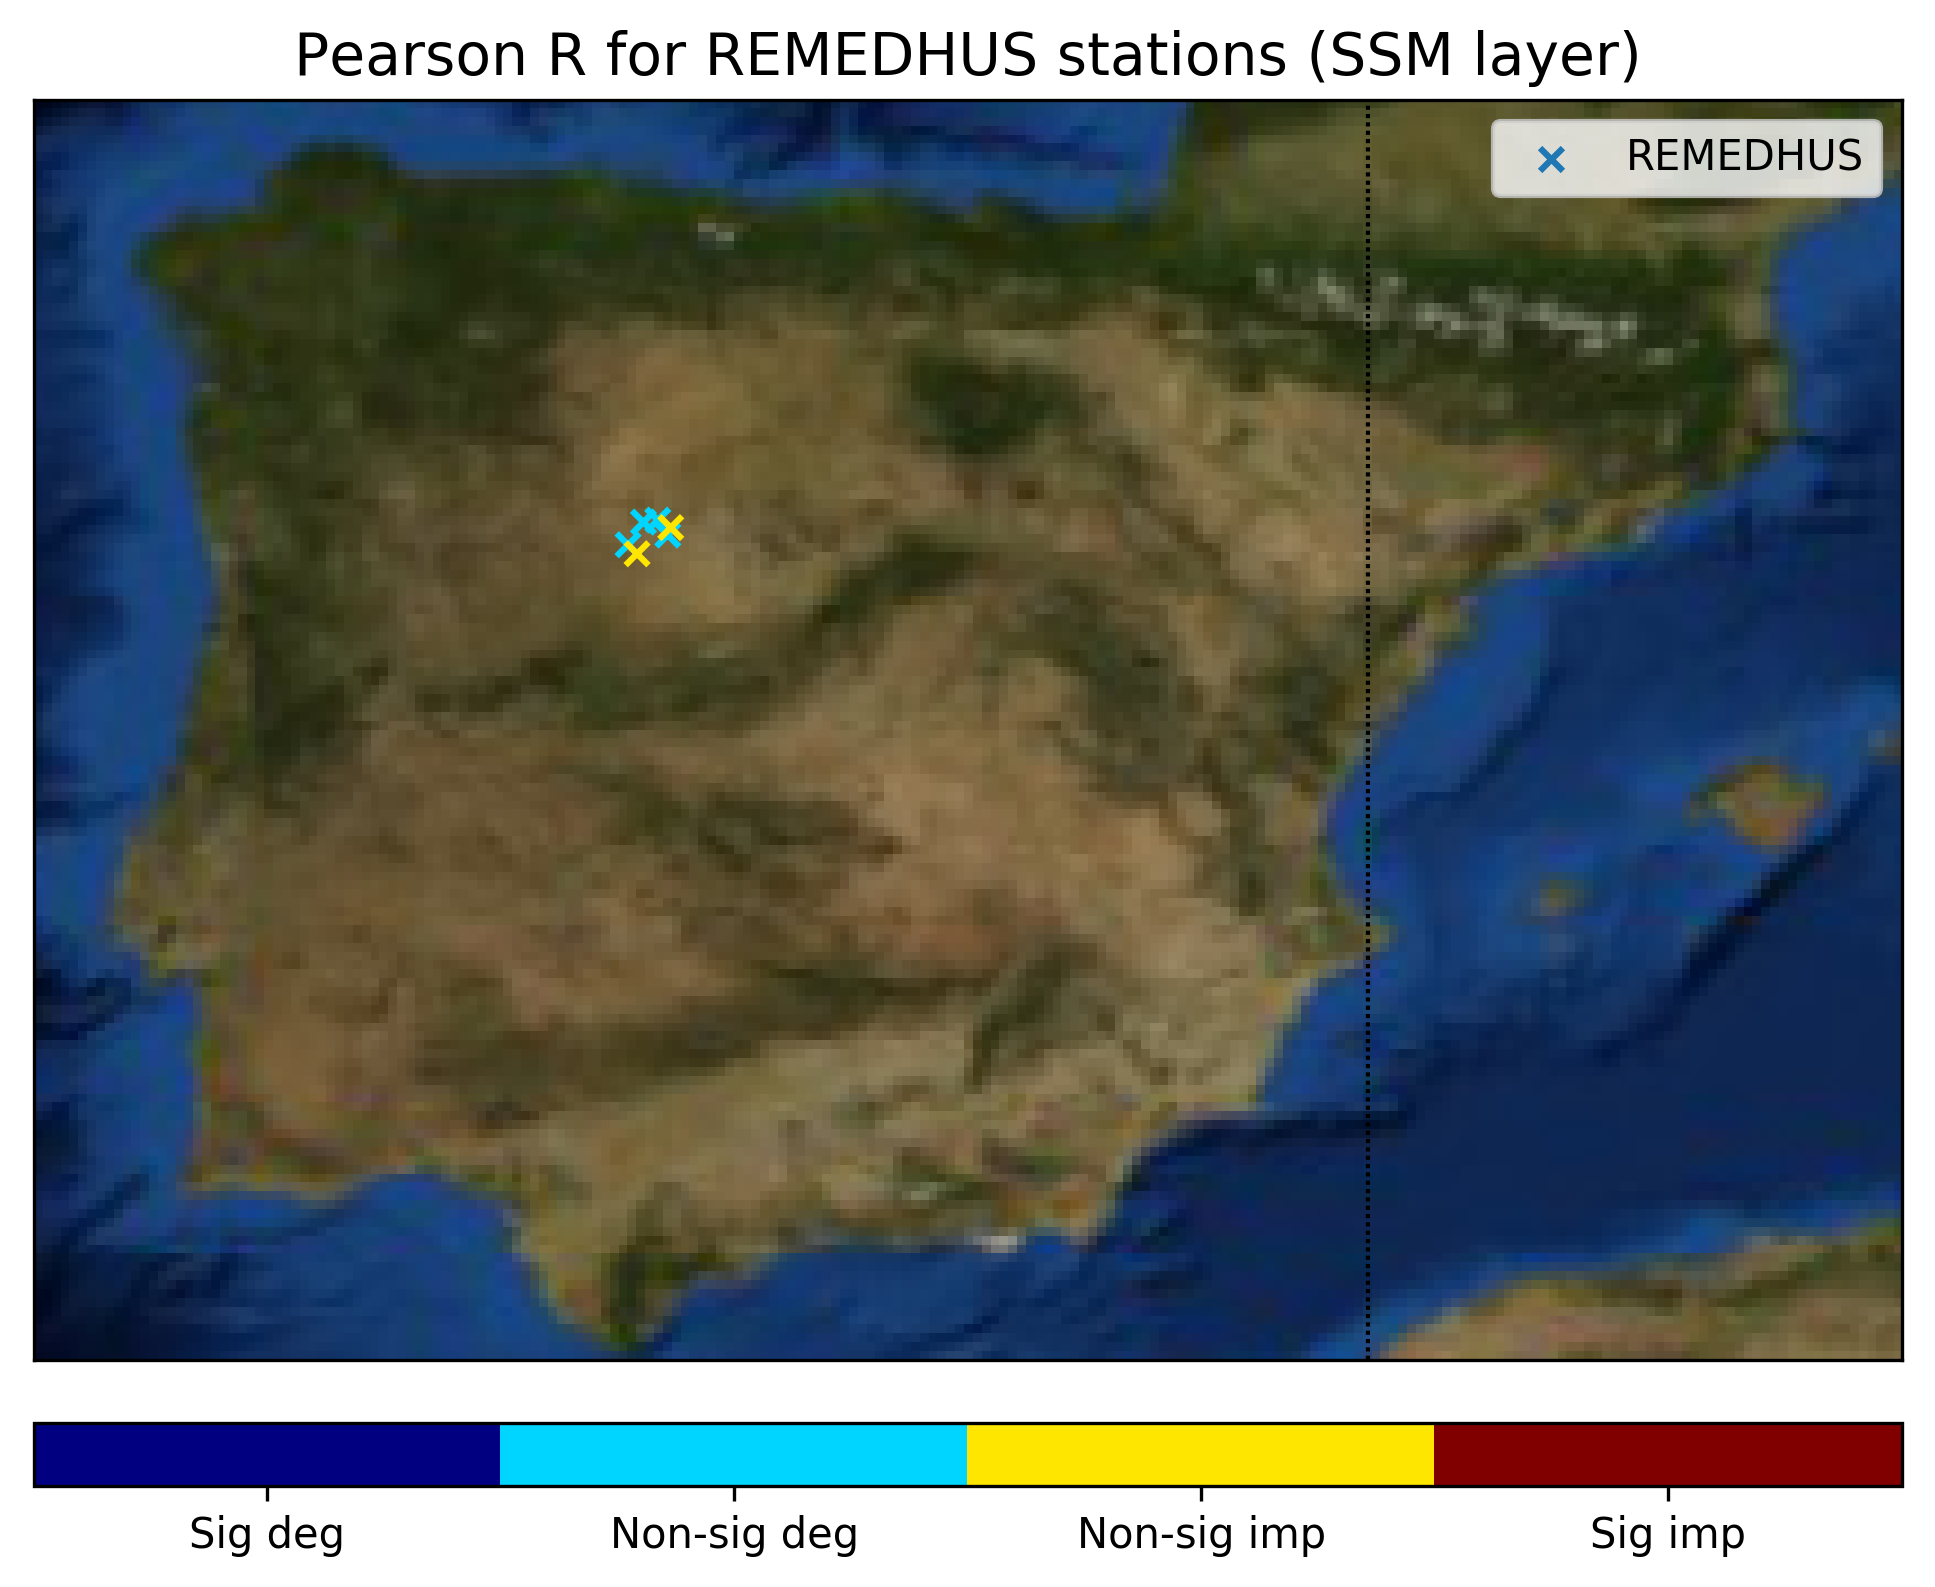 Pearson R for REMEDHUS stations (SSM layer)
REMEDHUS
Sig deg
Non-sig deg
Non-sig imp
Sig imp